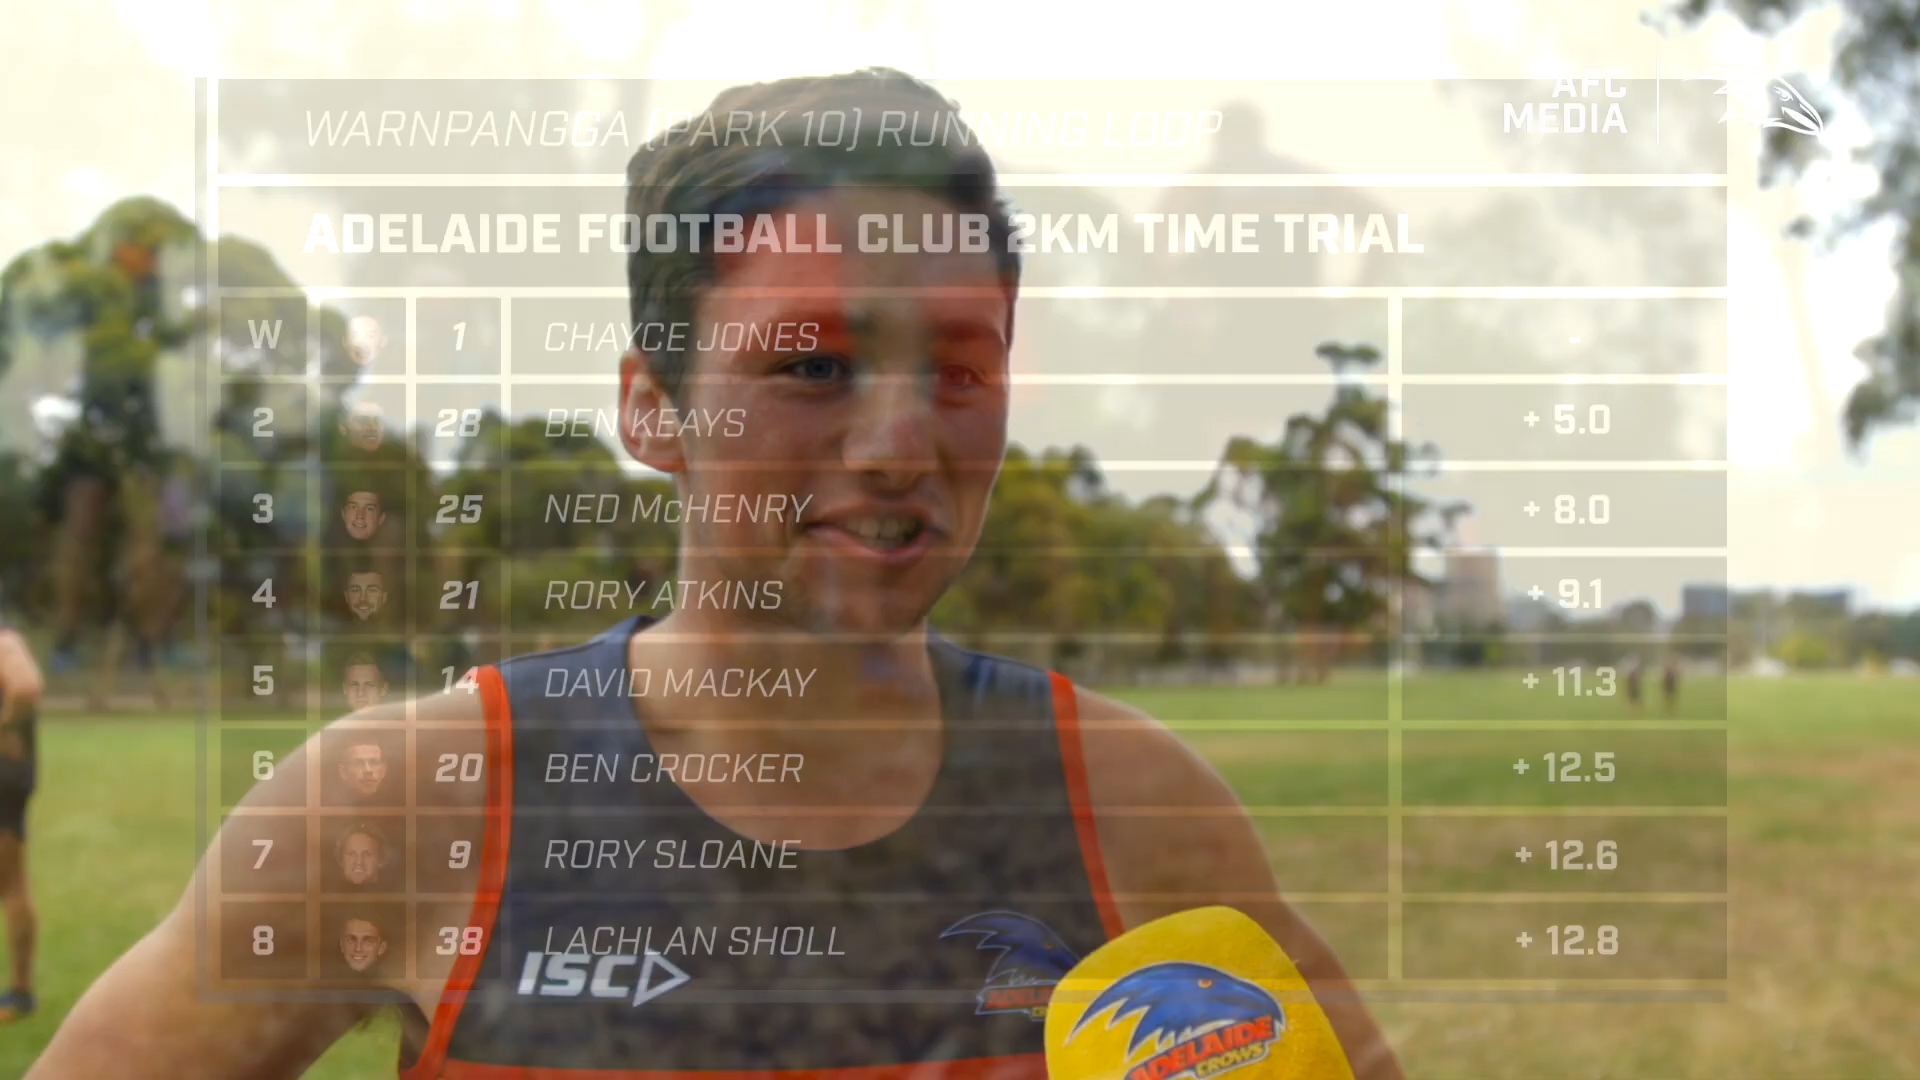 AFC
MEDIA
WARNPANGGA (PARK 10) RUNNING LOOP
ADELAIDE FOOTBALL CLUB 2KM TIME TRIAL
W 1 CHAYCE JONES -
2 28 BEN KEAYS + 5.0
3 25 NED McHENRY + 8.0
4 21 RORY ATKINS + 9.1
5 14 DAVID MACKAY + 11.3
6 20 BEN CROCKER + 12.5
7 9 RORY SLOANE + 12.6
8 38 LACHLAN SHOLL + 12.8
ISC
ADELAIDE
CROWS